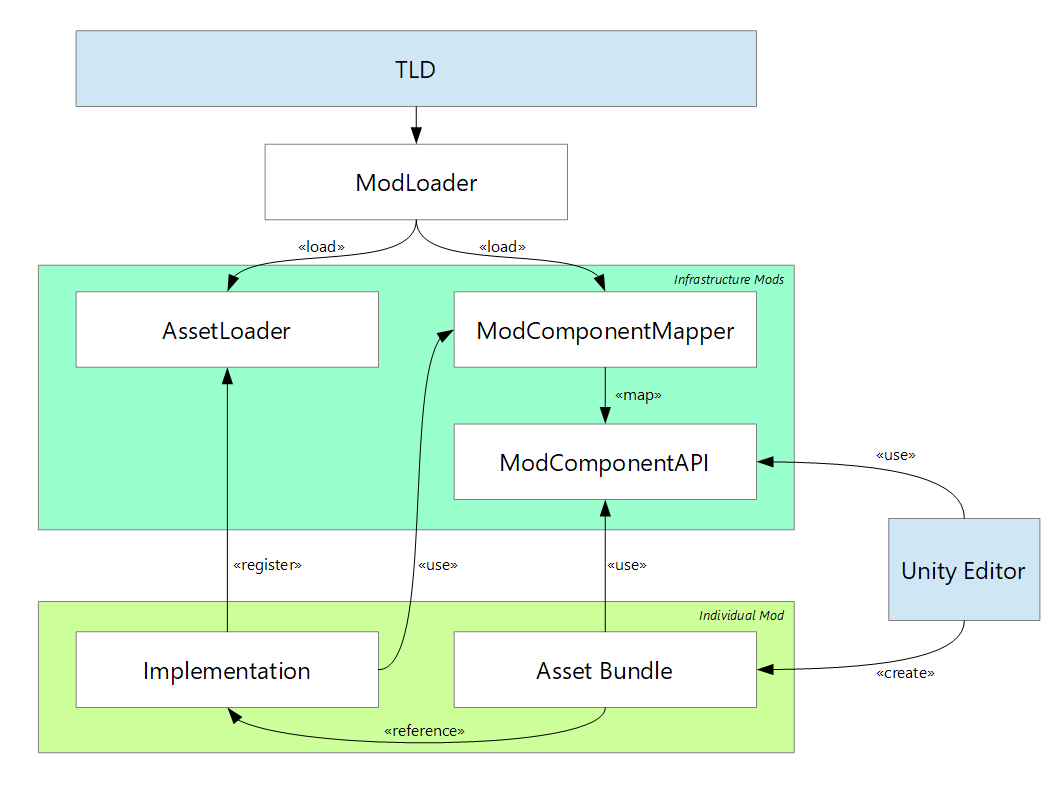 TLD
ModLoader
«load»
«load»
Infrastructure Mods
AssetLoader
ModComponentMapper
«map»
ModComponentAPI
«use»
Unity Editor
«register»
«use»
«use»
Individual Mod
Implementation
Asset Bundle
«create»
«reference»